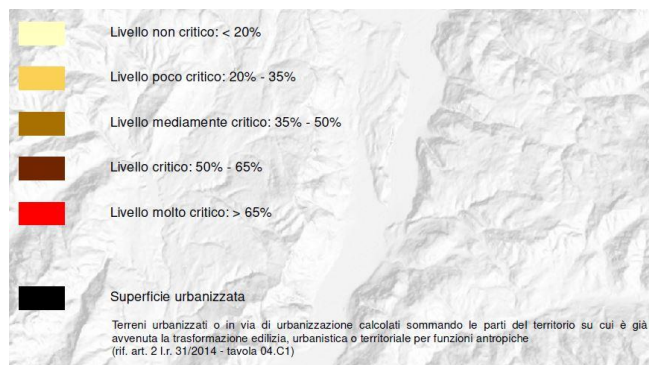 Livello non critico: < 20%
Livello poco critico: 20% - 35%
Livello mediamente critico: 35% - 50%
Livello critico: 50% - 65%
Livello molto critico: > 65%
Superficie urbanizzata
Terreni urbanizzati o in via di urbanizzazione calcolati sommando le parti del territorio su cui è già
avvenuta la trasformazione edilizia, urbanistica o territoriale per funzioni antropiche
(rif. art. 2 l.r. 31/2014 - tavola 04.C1)